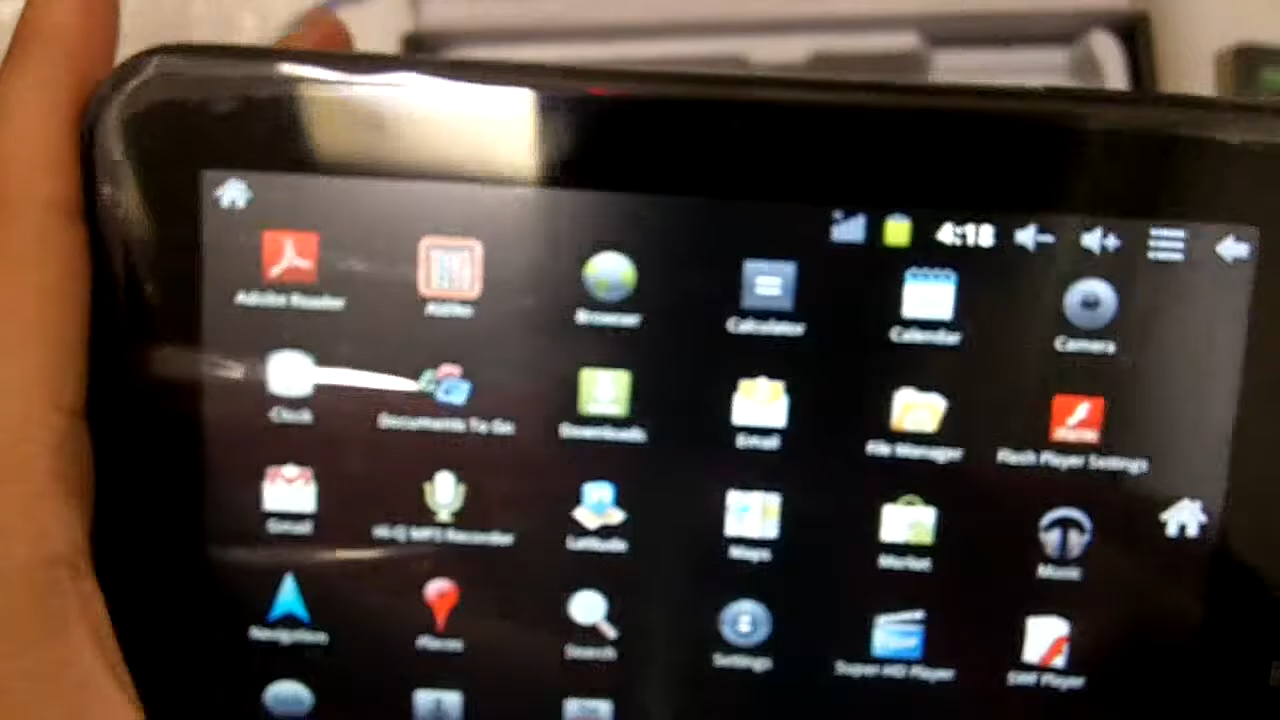 4:18
Adobe Reader
Browser
Calculator
Calendar
Camera
Clock
Documents To Go
Downloads
Email
File Manager
Flash Player Settings
Gmail
Hi-Q MP3 Recorder
Latitude
Maps
Market
Music
Navigation
Places
Search
Settings
Super HD Player
SWF Player